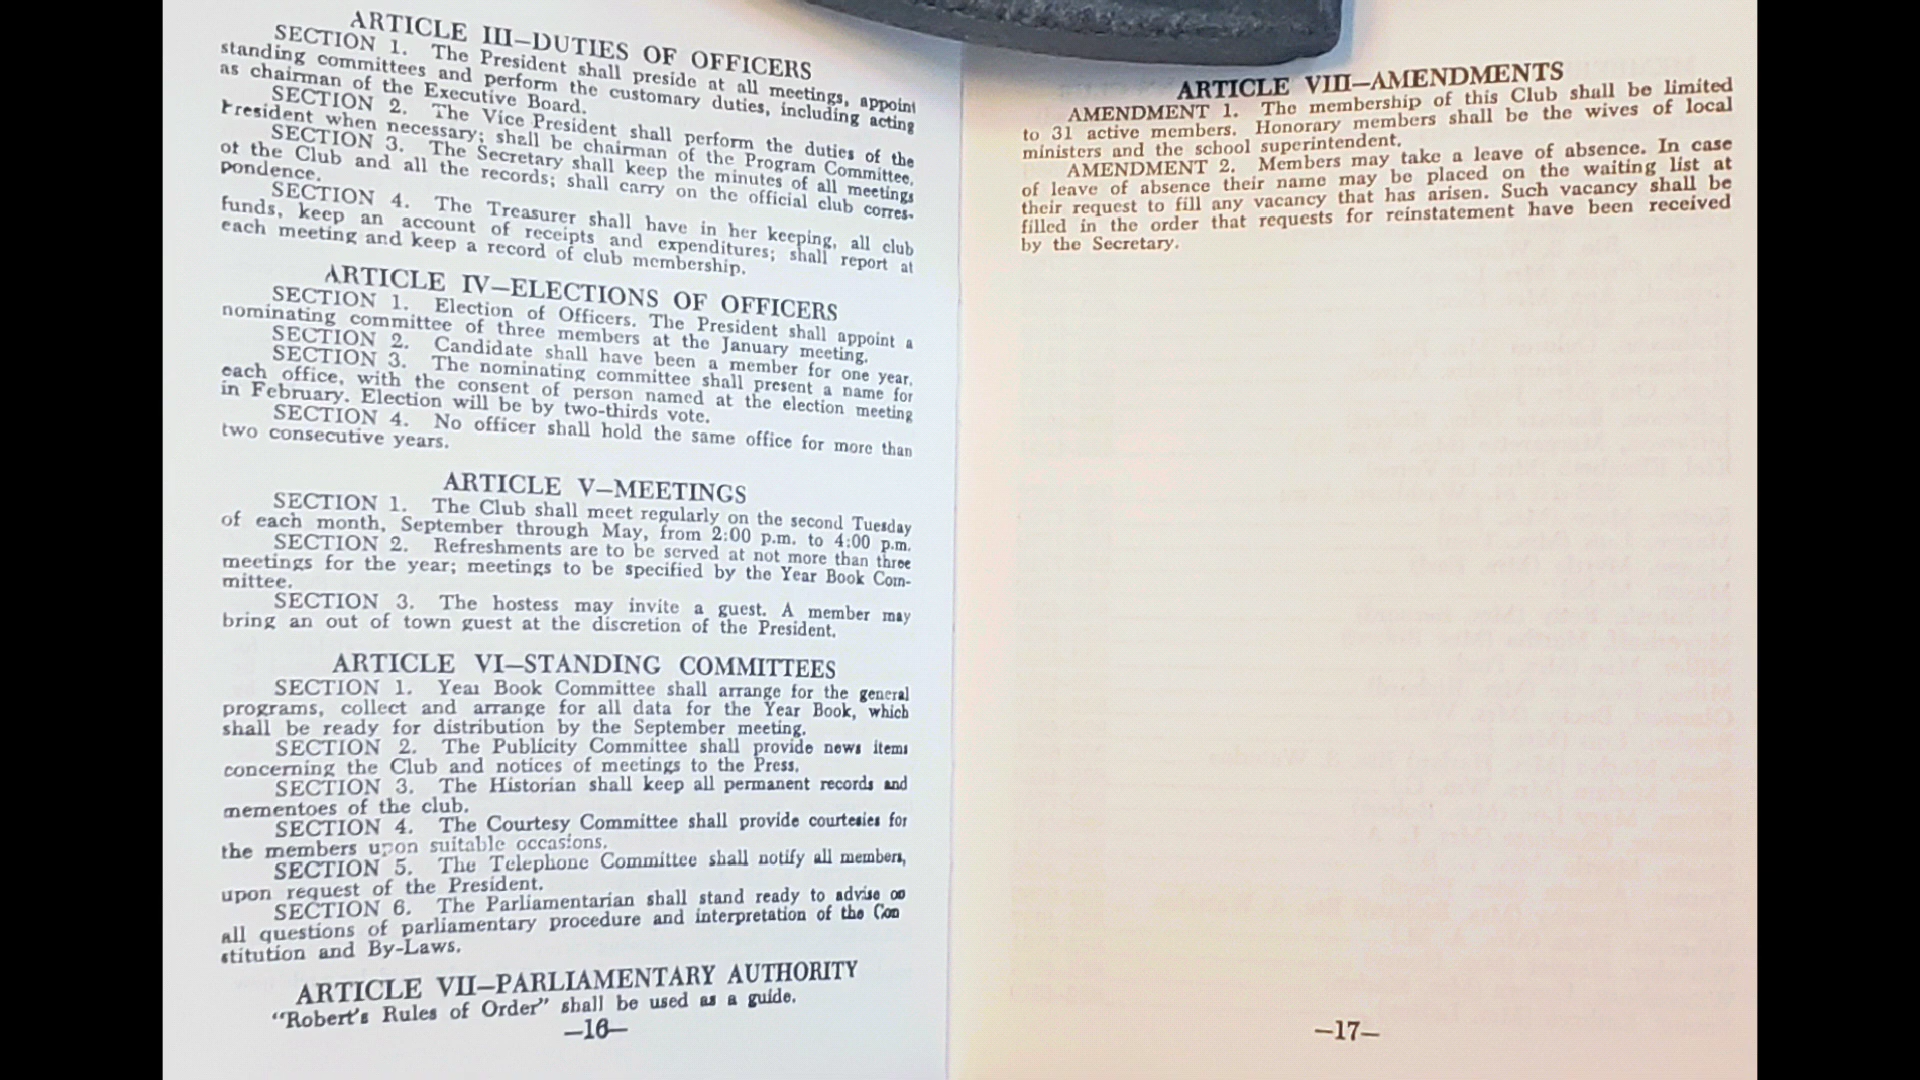 ARTICLE III—DUTIES OF OFFICERS
SECTION 1. The President shall preside at all meetings, appoint
standing committees and perform the customary duties, including acting
as chairman of the Executive Board.
SECTION 2. The Vice President shall perform the duties of the
President when necessary; shall be chairman of the Program Committee.
SECTION 3. The Secretary shall keep the minutes of all meetings
of the Club and all the records; shall carry on the official club corres-
pondence.
SECTION 4. The Treasurer shall have in her keeping, all club
funds, keep an account of receipts and expenditures; shall report at
each meeting and keep a record of club membership.
ARTICLE IV—ELECTIONS OF OFFICERS
SECTION 1. Election of Officers. The President shall appoint a
nominating committee of three members at the January meeting.
SECTION 2. Candidate shall have been a member for one year.
SECTION 3. The nominating committee shall present a name for
each office, with the consent of person named at the election meeting
in February. Election will be by two-thirds vote.
SECTION 4. No officer shall hold the same office for more than
two consecutive years.
ARTICLE V—MEETINGS
SECTION 1. The Club shall meet regularly on the second Tuesday
of each month, September through May, from 2:00 p.m. to 4:00 p.m.
SECTION 2. Refreshments are to be served at not more than three
meetings for the year; meetings to be specified by the Year Book Com-
mittee.
SECTION 3. The hostess may invite a guest. A member may
bring an out of town guest at the discretion of the President.
ARTICLE VI—STANDING COMMITTEES
SECTION 1. Year Book Committee shall arrange for the general
programs, collect and arrange for all data for the Year Book, which
shall be ready for distribution by the September meeting.
SECTION 2. The Publicity Committee shall provide news items
concerning the Club and notices of meetings to the Press.
SECTION 3. The Historian shall keep all permanent records and
mementoes of the club.
SECTION 4. The Courtesy Committee shall provide courtesies for
the members upon suitable occasions.
SECTION 5. The Telephone Committee shall notify all members,
upon request of the President.
SECTION 6. The Parliamentarian shall stand ready to advise on
all questions of parliamentary procedure and interpretation of the Con
stitution and By-Laws.
ARTICLE VII—PARLIAMENTARY AUTHORITY
"Robert's Rules of Order" shall be used as a guide.
—16—
ARTICLE VIII—AMENDMENTS
AMENDMENT 1. The membership of this Club shall be limited
to 31 active members. Honorary members shall be the wives of local
ministers and the school superintendent.
AMENDMENT 2. Members may take a leave of absence. In case
of leave of absence their name may be placed on the waiting list at
their request to fill any vacancy that has arisen. Such vacancy shall be
filled in the order that requests for reinstatement have been received
by the Secretary.
—17—